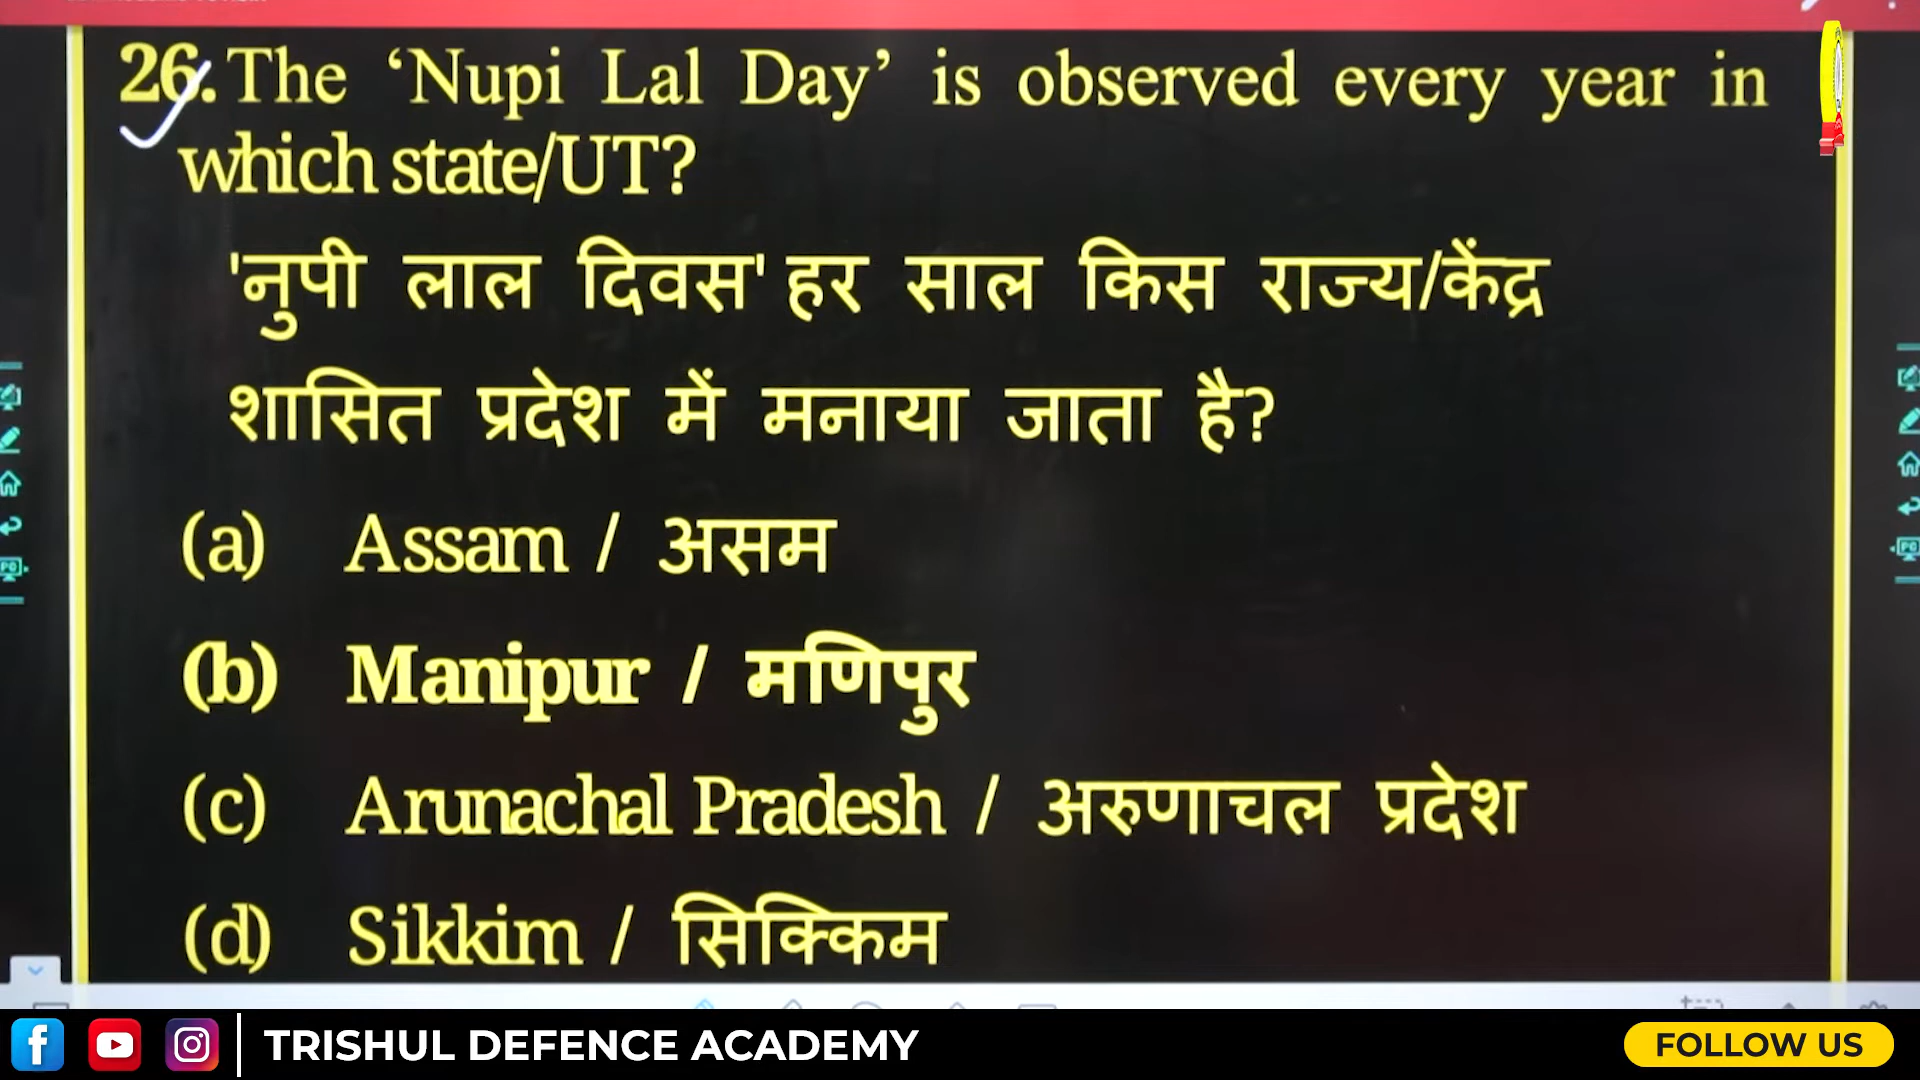 26. The ‘Nupi Lal Day’ is observed every year in
which state/UT?
'नुपी लाल दिवस' हर साल किस राज्य/केंद्र
शासित प्रदेश में मनाया जाता है?
(a) Assam / असम
(b) Manipur / मणिपुर
(c) Arunachal Pradesh / अरुणाचल प्रदेश
(d) Sikkim / सिक्किम
TRISHUL DEFENCE ACADEMY
FOLLOW US